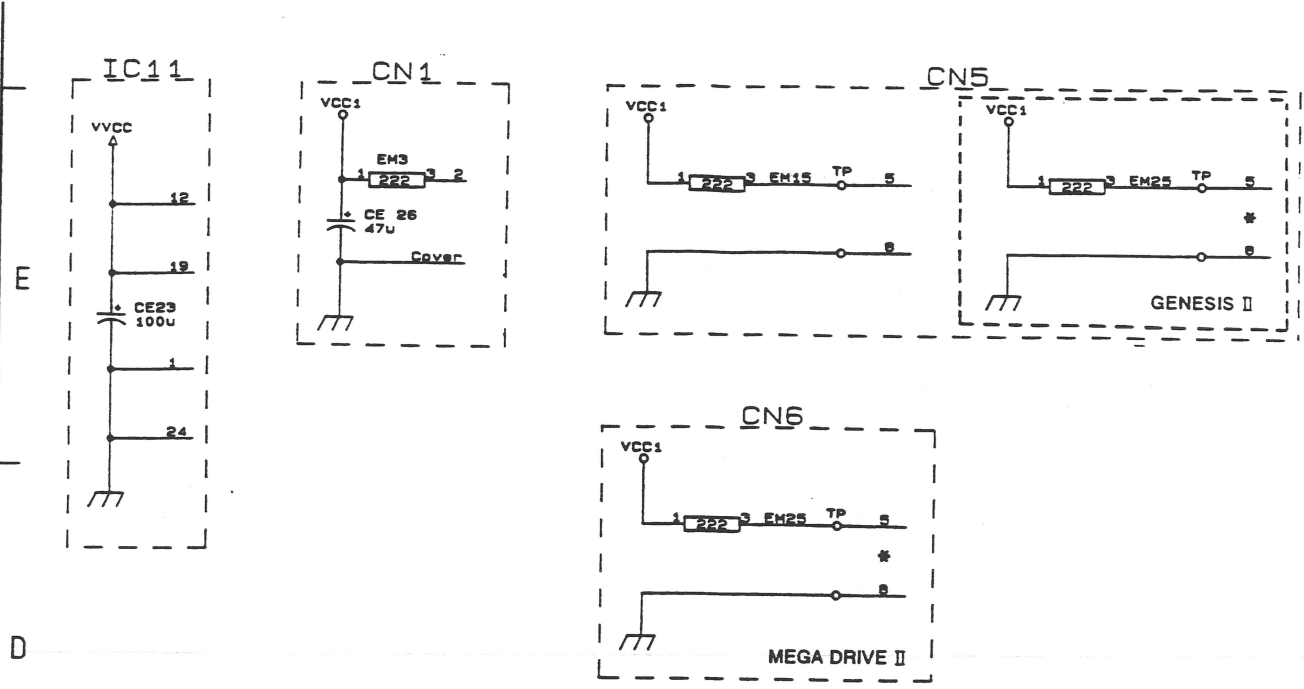 IC11
VVCC
12
19
+
CE23
100u
1
24
CN1
VCC1
EM3
1 222 3 2
+
CE 26
47u
Cover
CN5
VCC1
1 222 3 EM15 TP 5
8
VCC1
1 222 3 EM25 TP 5
*
8
GENESIS II
CN6
VCC1
1 222 3 EM25 TP 5
*
8
MEGA DRIVE II
E
D